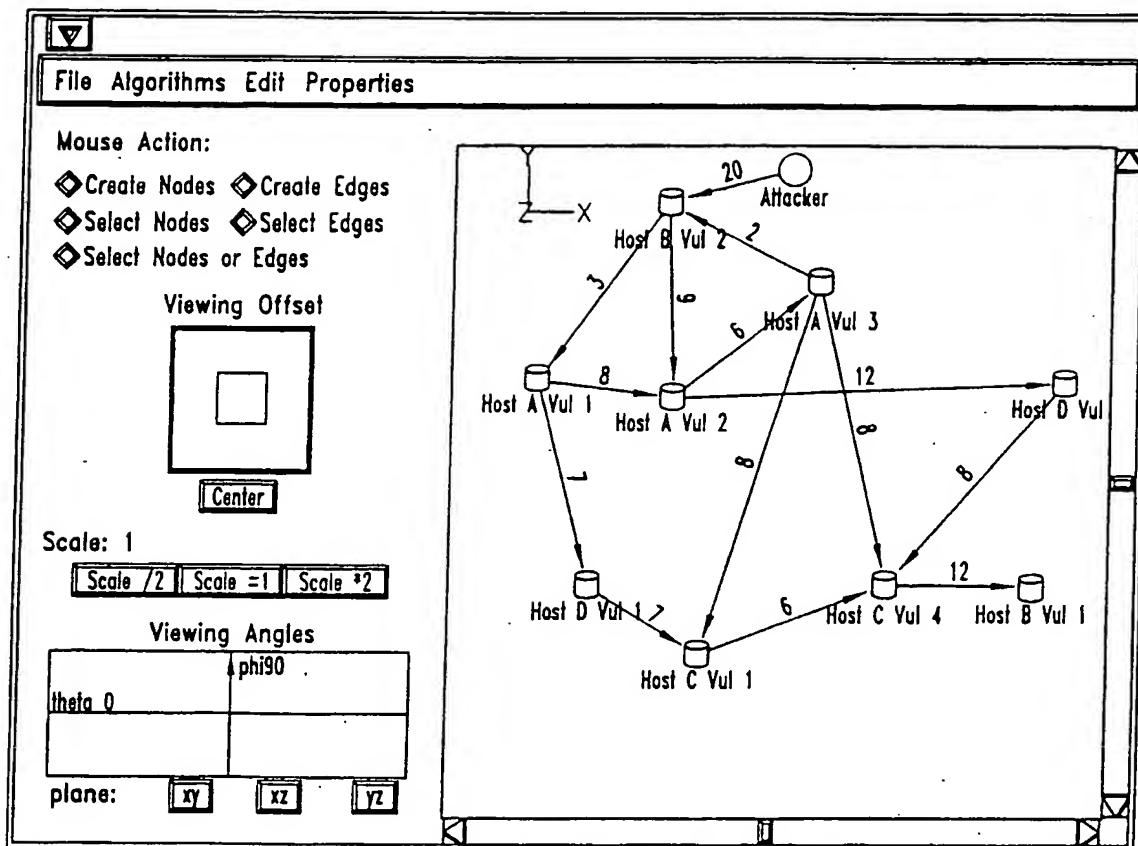 File Algorithms Edit Properties
Mouse Action:
Create Nodes Create Edges
Select Nodes Select Edges
Select Nodes or Edges
Viewing Offset
Center
Scale: 1
Scale /2 Scale =1 Scale *2
Viewing Angles
phi90
theta 0
plane: xy xz yz
Y
Z X
20
Attacker
Host B Vul 2
2
3
6
6
Host A Vul 3
8
12
Host A Vul 1
Host A Vul 2
Host D Vul
8
8
8
7
12
Host D Vul 1
7
6
Host C Vul 4
Host B Vul 1
Host C Vul 1